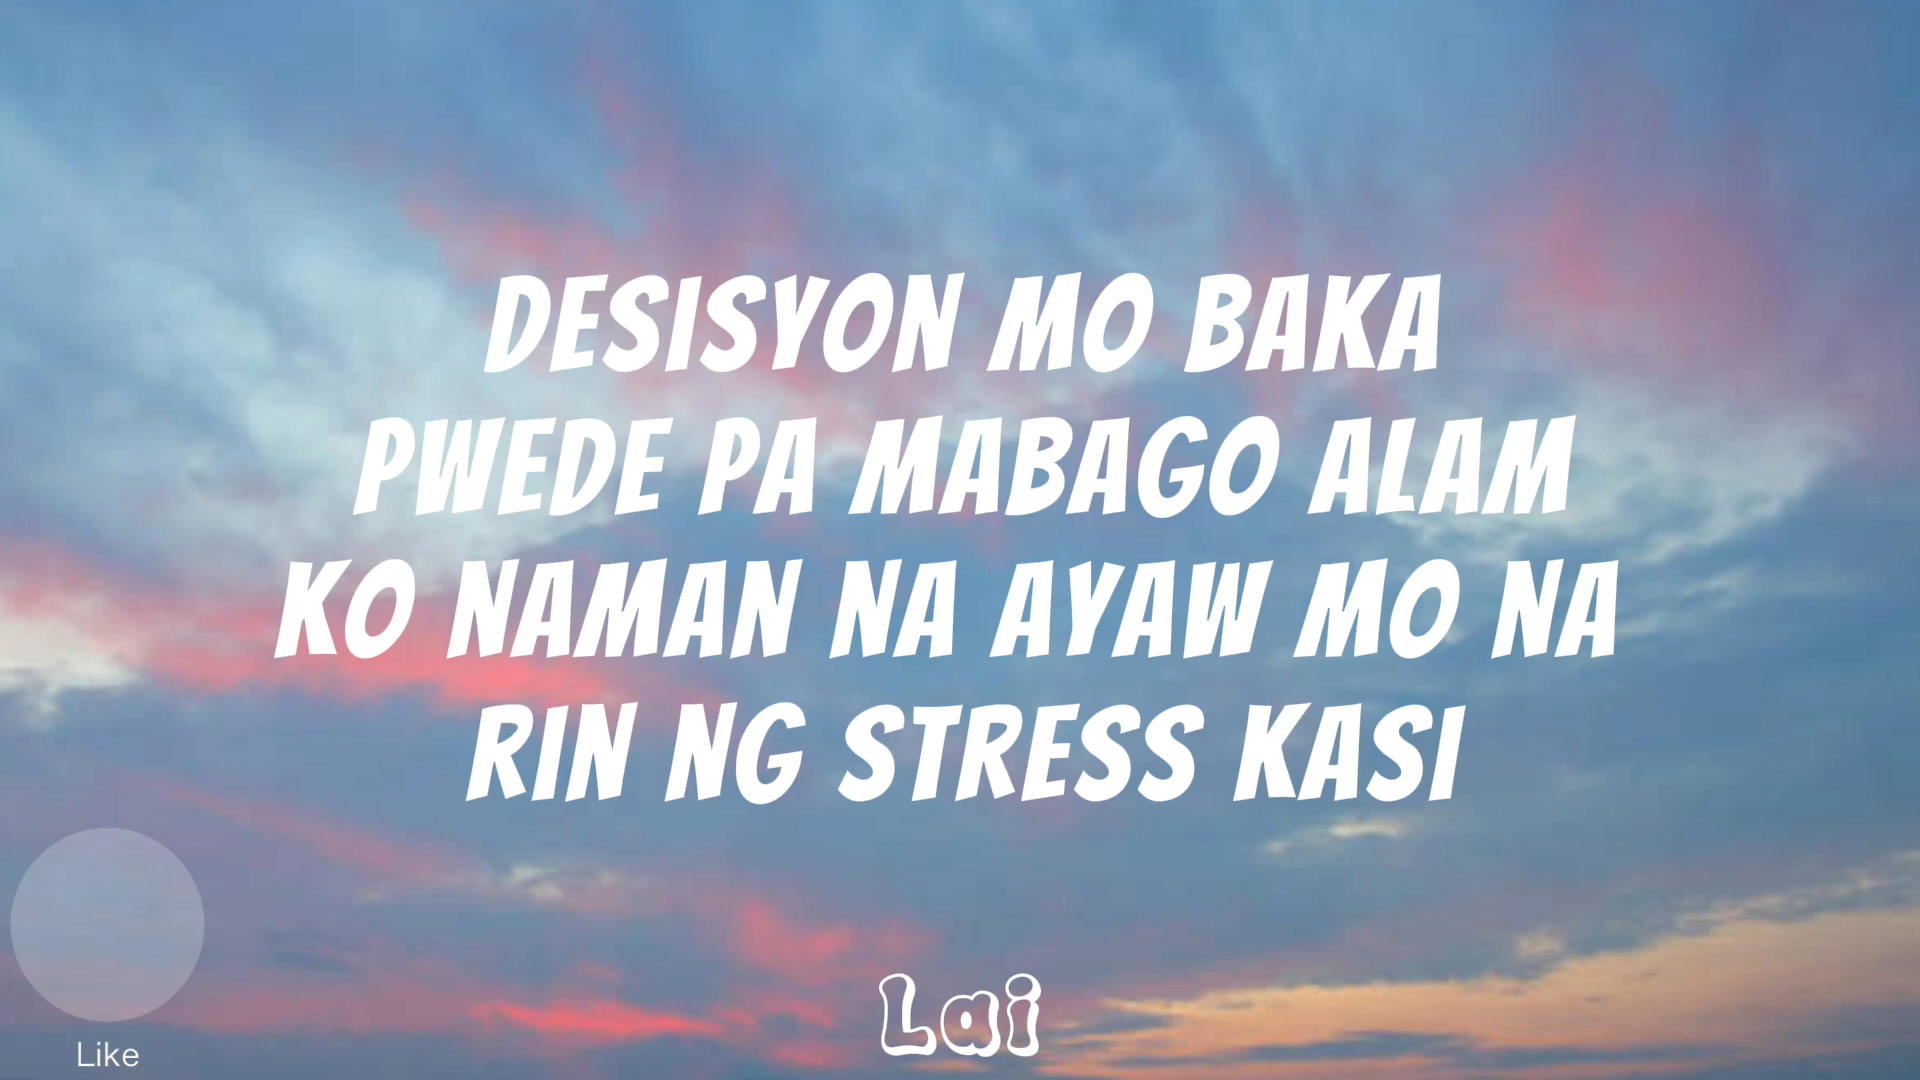 DESISYON MO BAKA
PWEDE PA MABAGO ALAM
KO NAMAN NA AYAW MO NA
RIN NG STRESS KASI
Lai
Like